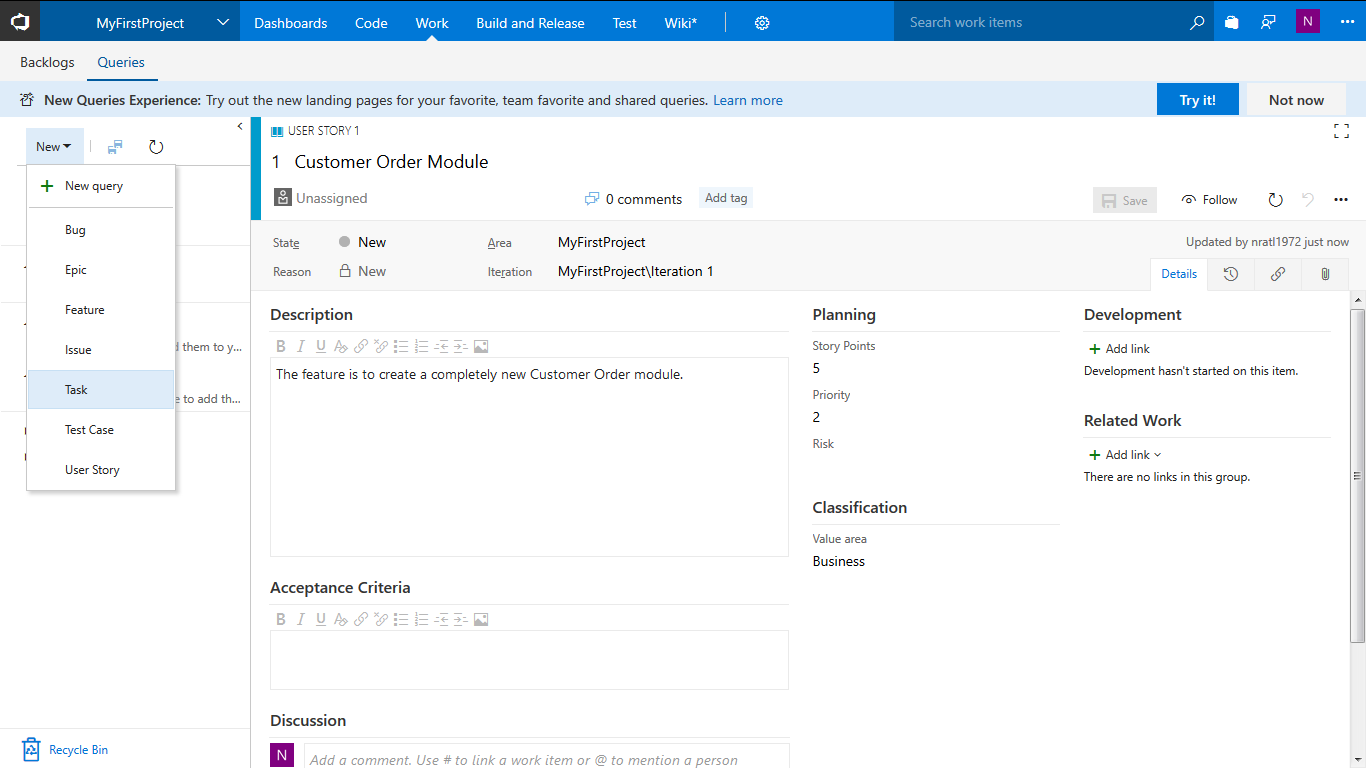 MyFirstProject Dashboards Code Work Build and Release Test Wiki* Search work items N
Backlogs Queries
New Queries Experience: Try out the new landing pages for your favorite, team favorite and shared queries. Learn more Try it! Not now
New
New query
Bug
Epic
Feature
Issue
d them to y...
Task
e to add th...
Test Case
User Story
Recycle Bin
USER STORY 1
1 Customer Order Module
Unassigned 0 comments Add tag Save Follow
State New Area MyFirstProject Updated by nratl1972 just now
Reason New Iteration MyFirstProject\Iteration 1
Details
Description
B I U
The feature is to create a completely new Customer Order module.
Acceptance Criteria
B I U
Discussion
N Add a comment. Use # to link a work item or @ to mention a person
Planning
Story Points
5
Priority
2
Risk
Classification
Value area
Business
Development
Add link
Development hasn't started on this item.
Related Work
Add link
There are no links in this group.